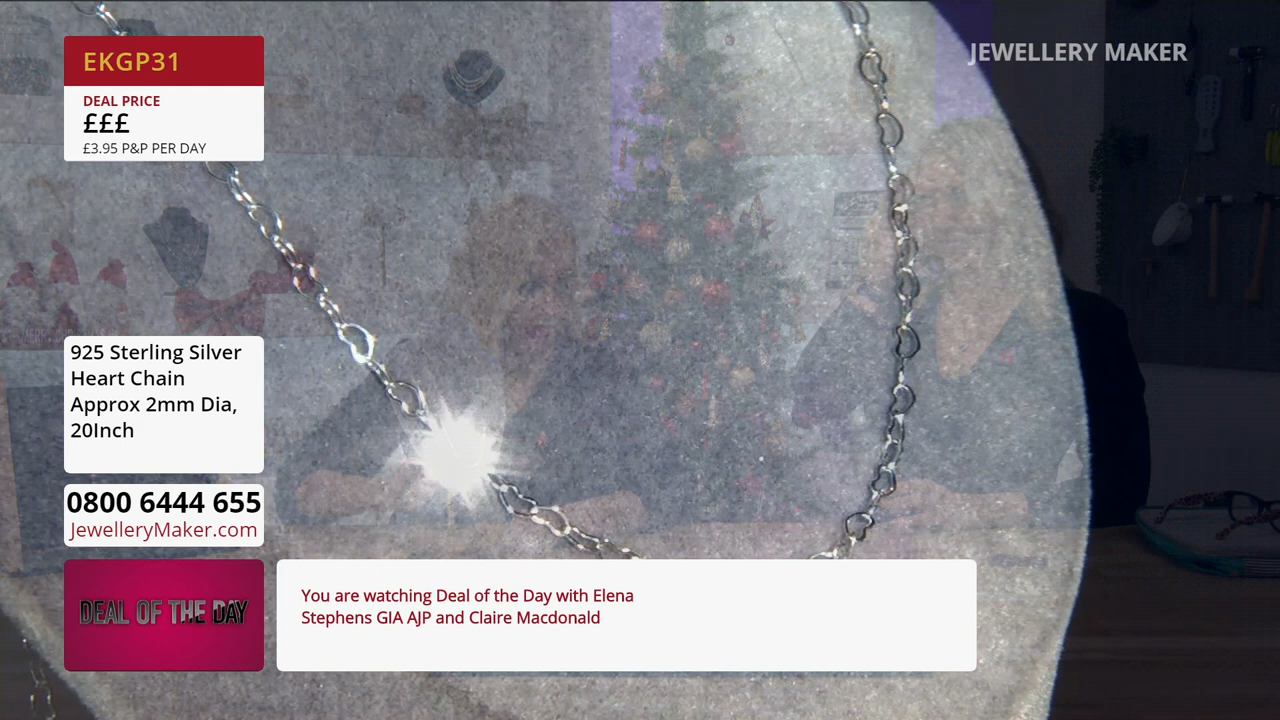 EKGP31
DEAL PRICE
£££
£3.95 P&P PER DAY
JEWELLERY MAKER
925 Sterling Silver
Heart Chain
Approx 2mm Dia,
20Inch
0800 6444 655
JewelleryMaker.com
DEAL OF THE DAY
You are watching Deal of the Day with Elena
Stephens GIA AJP and Claire Macdonald